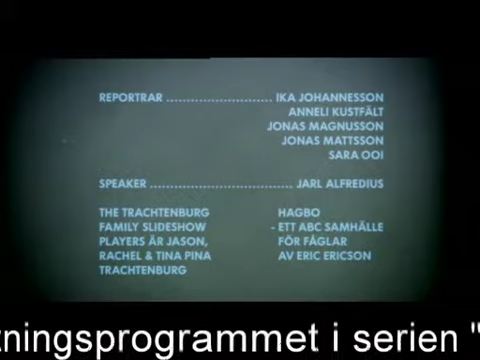 REPORTRAR ........................... IKA JOHANNESSON
ANNELI KUSTFÄLT
JONAS MAGNUSSON
JONAS MATTSSON
SARA OOI
SPEAKER .................................... JARL ALFREDIUS
THE TRACHTENBURG
FAMILY SLIDESHOW
PLAYERS ÄR JASON,
RACHEL & TINA PINA
TRACHTENBURG
HAGBO
- ETT ABC SAMHÄLLE
FÖR FÅGLAR
AV ERIC ERICSON
tningsprogrammet i serien "